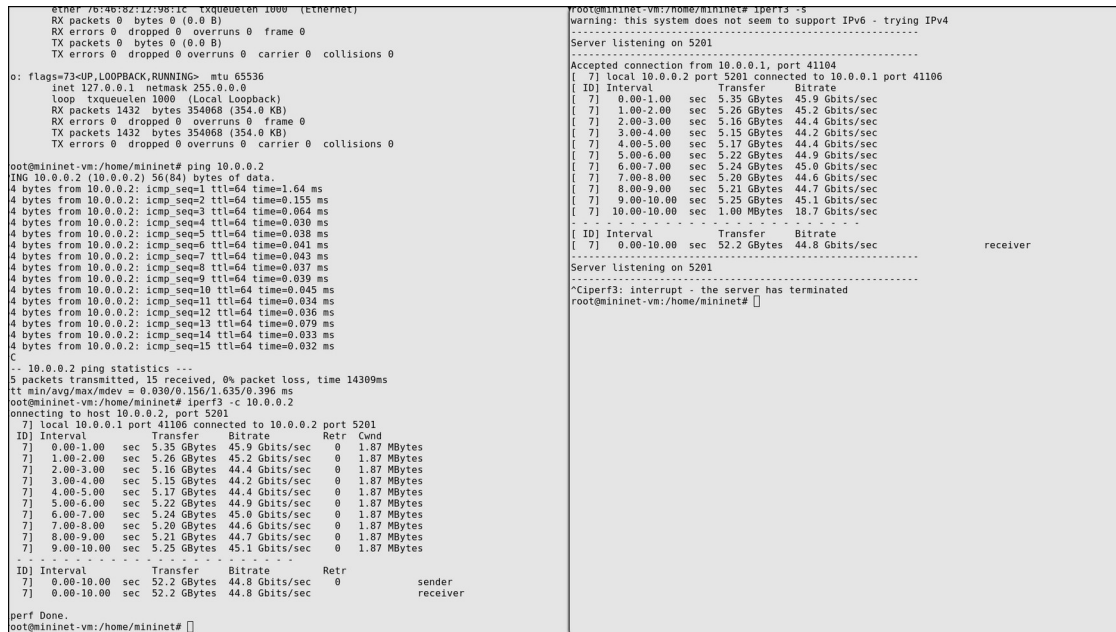 ether 76:46:82:12:98:1c txqueuelen 1000 (Ethernet)
RX packets 0 bytes 0 (0.0 B)
RX errors 0 dropped 0 overruns 0 frame 0
TX packets 0 bytes 0 (0.0 B)
TX errors 0 dropped 0 overruns 0 carrier 0 collisions 0
o: flags=73<UP,LOOPBACK,RUNNING> mtu 65536
inet 127.0.0.1 netmask 255.0.0.0
loop txqueuelen 1000 (Local Loopback)
RX packets 1432 bytes 354068 (354.0 KB)
RX errors 0 dropped 0 overruns 0 frame 0
TX packets 1432 bytes 354068 (354.0 KB)
TX errors 0 dropped 0 overruns 0 carrier 0 collisions 0
oot@mininet-vm:/home/mininet# ping 10.0.0.2
ING 10.0.0.2 (10.0.0.2) 56(84) bytes of data.
4 bytes from 10.0.0.2: icmp_seq=1 ttl=64 time=1.64 ms
4 bytes from 10.0.0.2: icmp_seq=2 ttl=64 time=0.155 ms
4 bytes from 10.0.0.2: icmp_seq=3 ttl=64 time=0.064 ms
4 bytes from 10.0.0.2: icmp_seq=4 ttl=64 time=0.030 ms
4 bytes from 10.0.0.2: icmp_seq=5 ttl=64 time=0.038 ms
4 bytes from 10.0.0.2: icmp_seq=6 ttl=64 time=0.041 ms
4 bytes from 10.0.0.2: icmp_seq=7 ttl=64 time=0.043 ms
4 bytes from 10.0.0.2: icmp_seq=8 ttl=64 time=0.037 ms
4 bytes from 10.0.0.2: icmp_seq=9 ttl=64 time=0.039 ms
4 bytes from 10.0.0.2: icmp_seq=10 ttl=64 time=0.045 ms
4 bytes from 10.0.0.2: icmp_seq=11 ttl=64 time=0.034 ms
4 bytes from 10.0.0.2: icmp_seq=12 ttl=64 time=0.036 ms
4 bytes from 10.0.0.2: icmp_seq=13 ttl=64 time=0.079 ms
4 bytes from 10.0.0.2: icmp_seq=14 ttl=64 time=0.033 ms
4 bytes from 10.0.0.2: icmp_seq=15 ttl=64 time=0.032 ms
C
-- 10.0.0.2 ping statistics ---
5 packets transmitted, 15 received, 0% packet loss, time 14309ms
tt min/avg/max/mdev = 0.030/0.156/1.635/0.396 ms
oot@mininet-vm:/home/mininet# iperf3 -c 10.0.0.2
onnecting to host 10.0.0.2, port 5201
7] local 10.0.0.1 port 41106 connected to 10.0.0.2 port 5201
ID] Interval Transfer Bitrate Retr Cwnd
7] 0.00-1.00 sec 5.35 GBytes 45.9 Gbits/sec 0 1.87 MBytes
7] 1.00-2.00 sec 5.26 GBytes 45.2 Gbits/sec 0 1.87 MBytes
7] 2.00-3.00 sec 5.16 GBytes 44.4 Gbits/sec 0 1.87 MBytes
7] 3.00-4.00 sec 5.15 GBytes 44.2 Gbits/sec 0 1.87 MBytes
7] 4.00-5.00 sec 5.17 GBytes 44.4 Gbits/sec 0 1.87 MBytes
7] 5.00-6.00 sec 5.22 GBytes 44.9 Gbits/sec 0 1.87 MBytes
7] 6.00-7.00 sec 5.24 GBytes 45.0 Gbits/sec 0 1.87 MBytes
7] 7.00-8.00 sec 5.20 GBytes 44.6 Gbits/sec 0 1.87 MBytes
7] 8.00-9.00 sec 5.21 GBytes 44.7 Gbits/sec 0 1.87 MBytes
7] 9.00-10.00 sec 5.25 GBytes 45.1 Gbits/sec 0 1.87 MBytes
- - - - - - - - - - - - - - - - - - - - - - - - -
ID] Interval Transfer Bitrate Retr
7] 0.00-10.00 sec 52.2 GBytes 44.8 Gbits/sec 0 sender
7] 0.00-10.00 sec 52.2 GBytes 44.8 Gbits/sec receiver
perf Done.
oot@mininet-vm:/home/mininet#
root@mininet-vm:/home/mininet# iperf3 -s
warning: this system does not seem to support IPv6 - trying IPv4
-----------------------------------------------------------
Server listening on 5201
-----------------------------------------------------------
Accepted connection from 10.0.0.1, port 41104
[ 7] local 10.0.0.2 port 5201 connected to 10.0.0.1 port 41106
[ ID] Interval Transfer Bitrate
[ 7] 0.00-1.00 sec 5.35 GBytes 45.9 Gbits/sec
[ 7] 1.00-2.00 sec 5.26 GBytes 45.2 Gbits/sec
[ 7] 2.00-3.00 sec 5.16 GBytes 44.4 Gbits/sec
[ 7] 3.00-4.00 sec 5.15 GBytes 44.2 Gbits/sec
[ 7] 4.00-5.00 sec 5.17 GBytes 44.4 Gbits/sec
[ 7] 5.00-6.00 sec 5.22 GBytes 44.9 Gbits/sec
[ 7] 6.00-7.00 sec 5.24 GBytes 45.0 Gbits/sec
[ 7] 7.00-8.00 sec 5.20 GBytes 44.6 Gbits/sec
[ 7] 8.00-9.00 sec 5.21 GBytes 44.7 Gbits/sec
[ 7] 9.00-10.00 sec 5.25 GBytes 45.1 Gbits/sec
[ 7] 10.00-10.00 sec 1.00 MBytes 18.7 Gbits/sec
- - - - - - - - - - - - - - - - - - - - - - - - -
[ ID] Interval Transfer Bitrate
[ 7] 0.00-10.00 sec 52.2 GBytes 44.8 Gbits/sec receiver
-----------------------------------------------------------
Server listening on 5201
-----------------------------------------------------------
^Ciperf3: interrupt - the server has terminated
root@mininet-vm:/home/mininet#